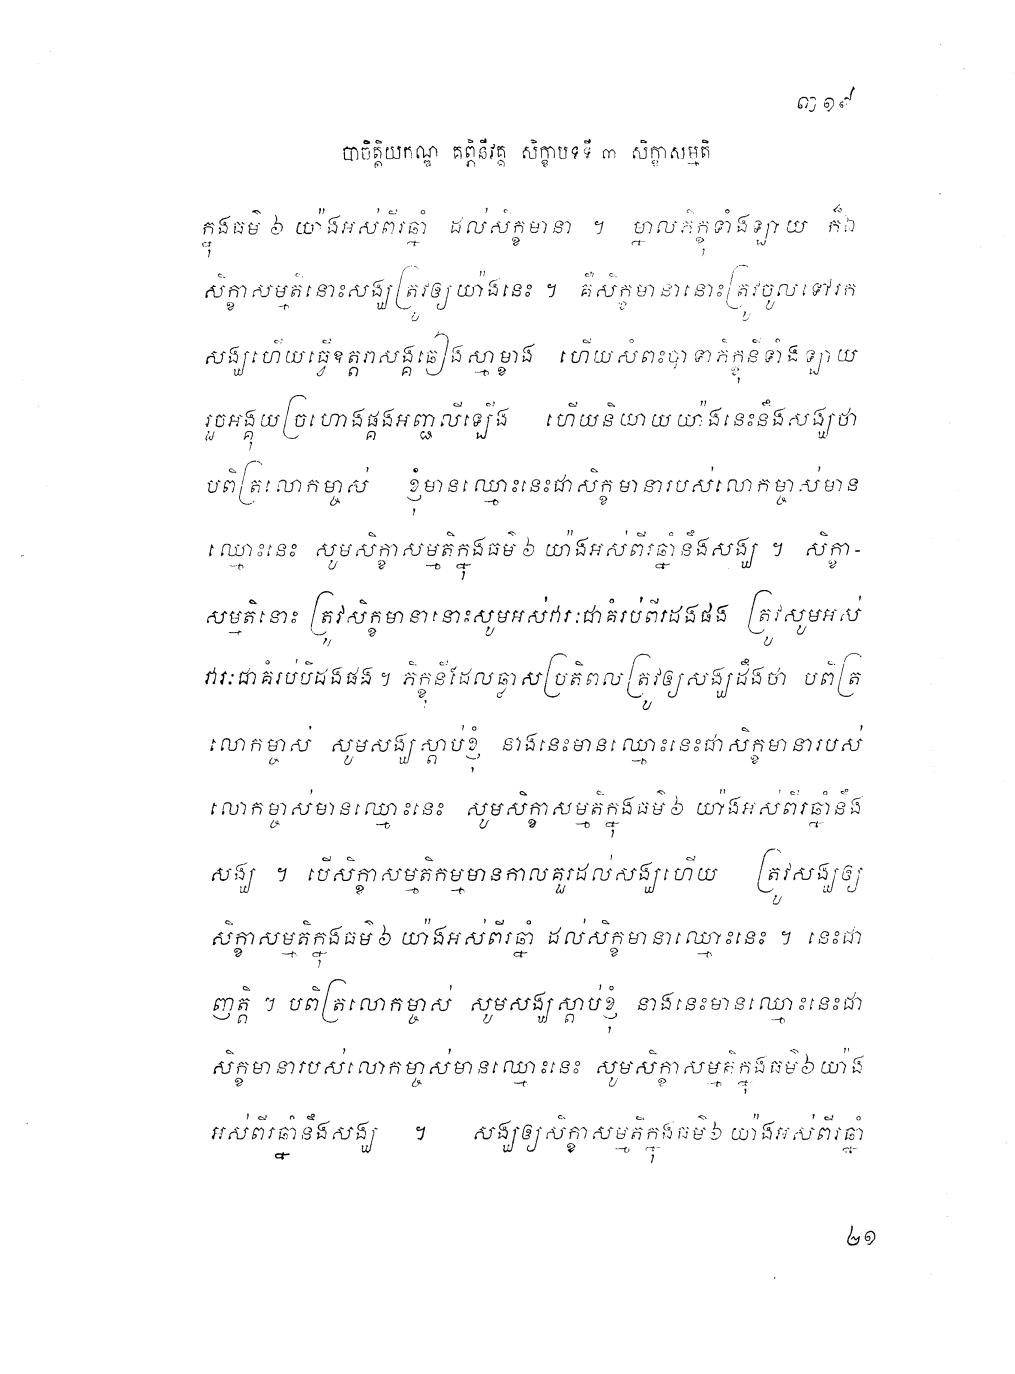 ៣១៩
បាចិត្តិយកណ្ឌ គព្ភិនីវគ្គ សិក្ខាបទទី ៣ សិក្ខាសម្មតិ
ក្នុងធម៌ ៦ យ៉ាងអស់ពីរឆ្នាំ ដល់សិក្ខមានា ។ ម្នាលភិក្ខុទាំងឡាយ ក៏ឯ
សិក្ខាសម្មតិនោះសង្ឃត្រូវឲ្យយ៉ាងនេះ ។ គឺសិក្ខមានានោះត្រូវចូលទៅរក
សង្ឃហើយធ្វើឧត្តរាសង្គឆៀងស្មាម្ខាង ហើយសំពះបាទាភិក្ខុនីទាំងឡាយ
រួចអង្គុយច្រហោងផ្គងអញ្ជលីឡើង ហើយនិយាយយ៉ាងនេះនឹងសង្ឃថា
បពិត្រលោកម្ចាស់ ខ្ញុំមានឈ្មោះនេះជាសិក្ខមានារបស់លោកម្ចាស់មាន
ឈ្មោះនេះ សូមសិក្ខាសម្មតិក្នុងធម៌ ៦ យ៉ាងអស់ពីរឆ្នាំនឹងសង្ឃ ។ សិក្ខា-
សម្មតិនោះ ត្រូវសិក្ខមានានោះសូមអស់វារៈជាគំរប់ពីរដងផង ត្រូវសូមអស់
វារៈជាគំរប់បីដងផង ។ ភិក្ខុនីដែលឆ្លាសប្រតិពលត្រូវឲ្យសង្ឃដឹងថា បពិត្រ
លោកម្ចាស់ សូមសង្ឃស្តាប់ខ្ញុំ នាងនេះមានឈ្មោះនេះជាសិក្ខមានារបស់
លោកម្ចាស់មានឈ្មោះនេះ សូមសិក្ខាសម្មតិក្នុងធម៌ ៦ យ៉ាងអស់ពីរឆ្នាំនឹង
សង្ឃ ។ បើសិក្ខាសម្មតិកម្មមានកាលគួរដល់សង្ឃហើយ ត្រូវសង្ឃឲ្យ
សិក្ខាសម្មតិក្នុងធម៌ ៦ យ៉ាងអស់ពីរឆ្នាំ ដល់សិក្ខមានាឈ្មោះនេះ ។ នេះជា
ញត្តិ ។ បពិត្រលោកម្ចាស់ សូមសង្ឃស្តាប់ខ្ញុំ នាងនេះមានឈ្មោះនេះជា
សិក្ខមានារបស់លោកម្ចាស់មានឈ្មោះនេះ សូមសិក្ខាសម្មតិក្នុងធម៌ ៦ យ៉ាង
អស់ពីរឆ្នាំនឹងសង្ឃ ។ សង្ឃឲ្យសិក្ខាសម្មតិក្នុងធម៌ ៦ យ៉ាងអស់ពីរឆ្នាំ
២១